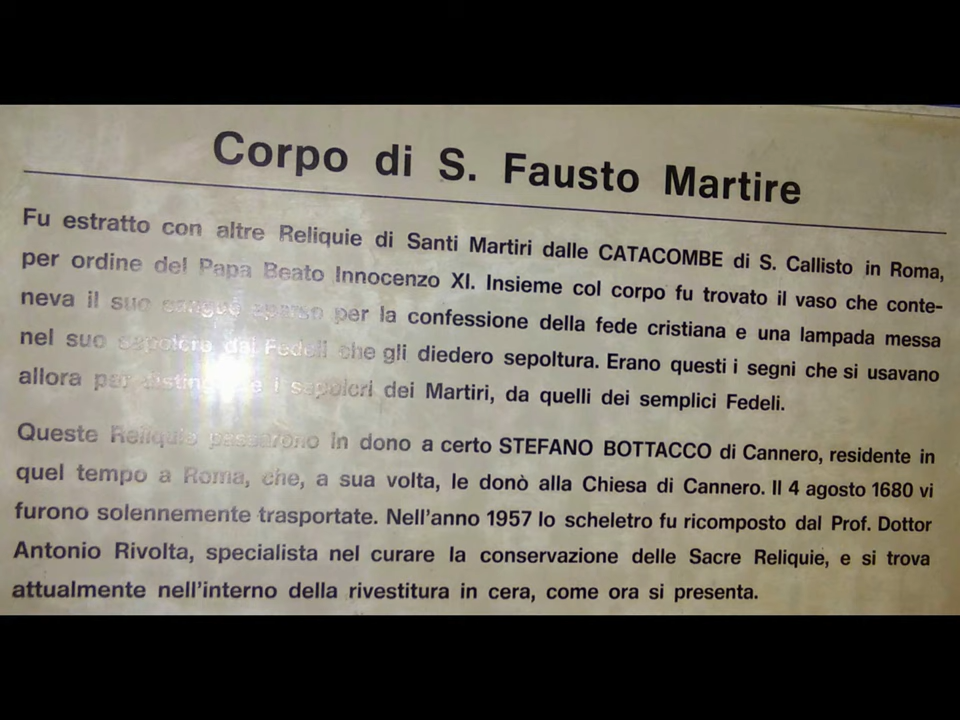 Corpo di S. Fausto Martire
Fu estratto con altre Reliquie di Santi Martiri dalle CATACOMBE di S. Callisto in Roma,
per ordine del Papa Beato Innocenzo XI. Insieme col corpo fu trovato il vaso che conte-
neva il suo sangue sparso per la confessione della fede cristiana e una lampada messa
nel suo sepolcro dai Fedeli che gli diedero sepoltura. Erano questi i segni che si usavano
allora per i sepolcri dei Martiri, da quelli dei semplici Fedeli.
Queste Reliquie passarono in dono a certo STEFANO BOTTACCO di Cannero, residente in
quel tempo a Roma, che, a sua volta, le donò alla Chiesa di Cannero. Il 4 agosto 1680 vi
furono solennemente trasportate. Nell'anno 1957 lo scheletro fu ricomposto dal Prof. Dottor
Antonio Rivolta, specialista nel curare la conservazione delle Sacre Reliquie, e si trova
attualmente nell'interno della rivestitura in cera, come ora si presenta.